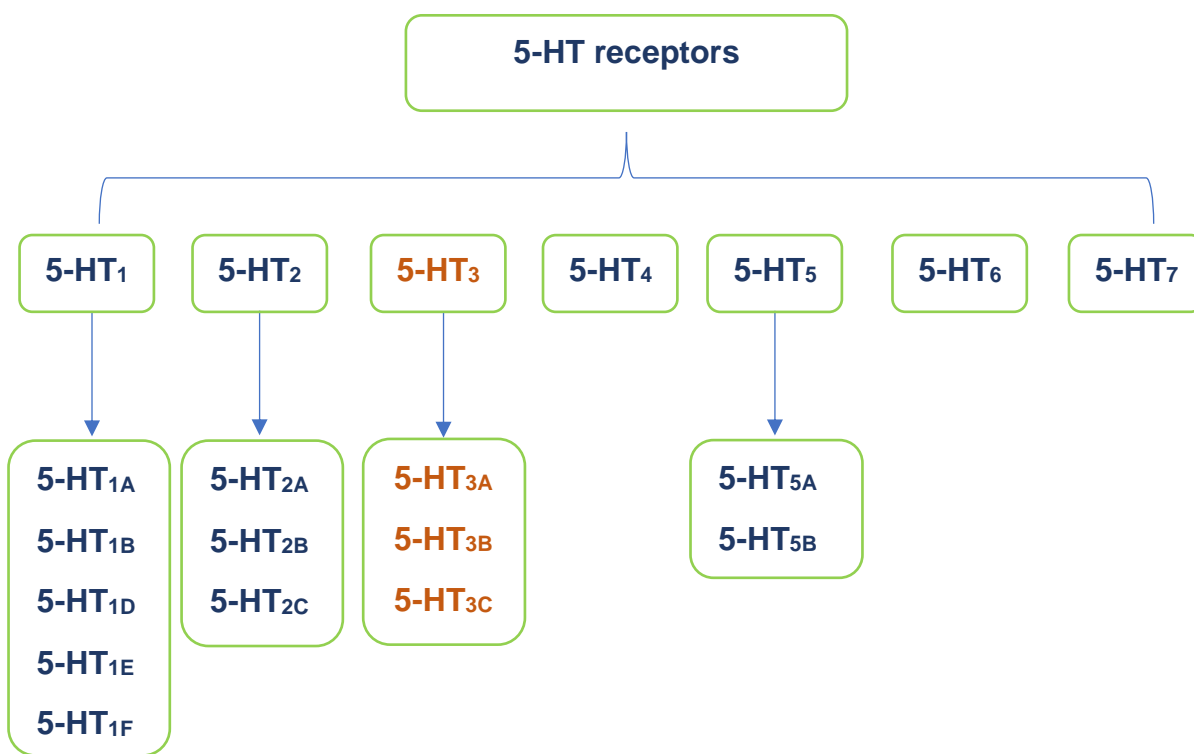 5-HT receptors
5-HT₁ 5-HT₂ 5-HT₃ 5-HT₄ 5-HT₅ 5-HT₆ 5-HT₇
5-HT1A
5-HT1B
5-HT1D
5-HT1E
5-HT1F
5-HT2A
5-HT2B
5-HT2C
5-HT3A
5-HT3B
5-HT3C
5-HT5A
5-HT5B